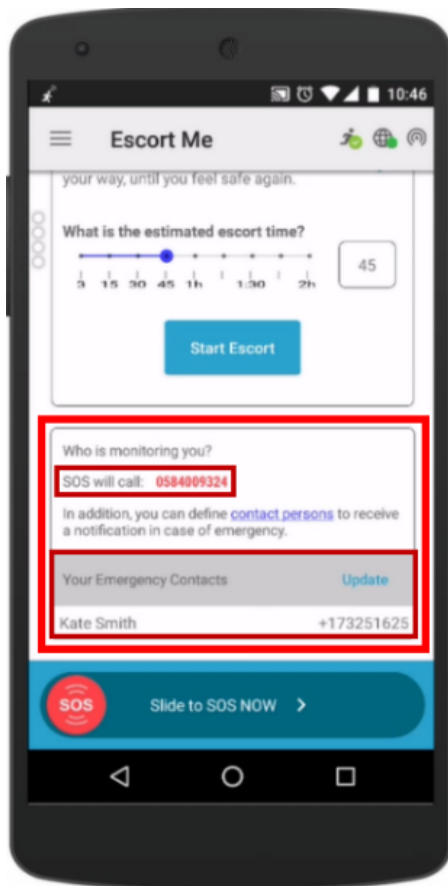 10:46
Escort Me
your way, until you feel safe again.
What is the estimated escort time?
3 15 30 45 1h 1:30 2h
45
Start Escort
Who is monitoring you?
SOS will call: 0584009324
In addition, you can define contact persons to receive
a notification in case of emergency.
Your Emergency Contacts Update
Kate Smith +173251625
SOS Slide to SOS NOW >